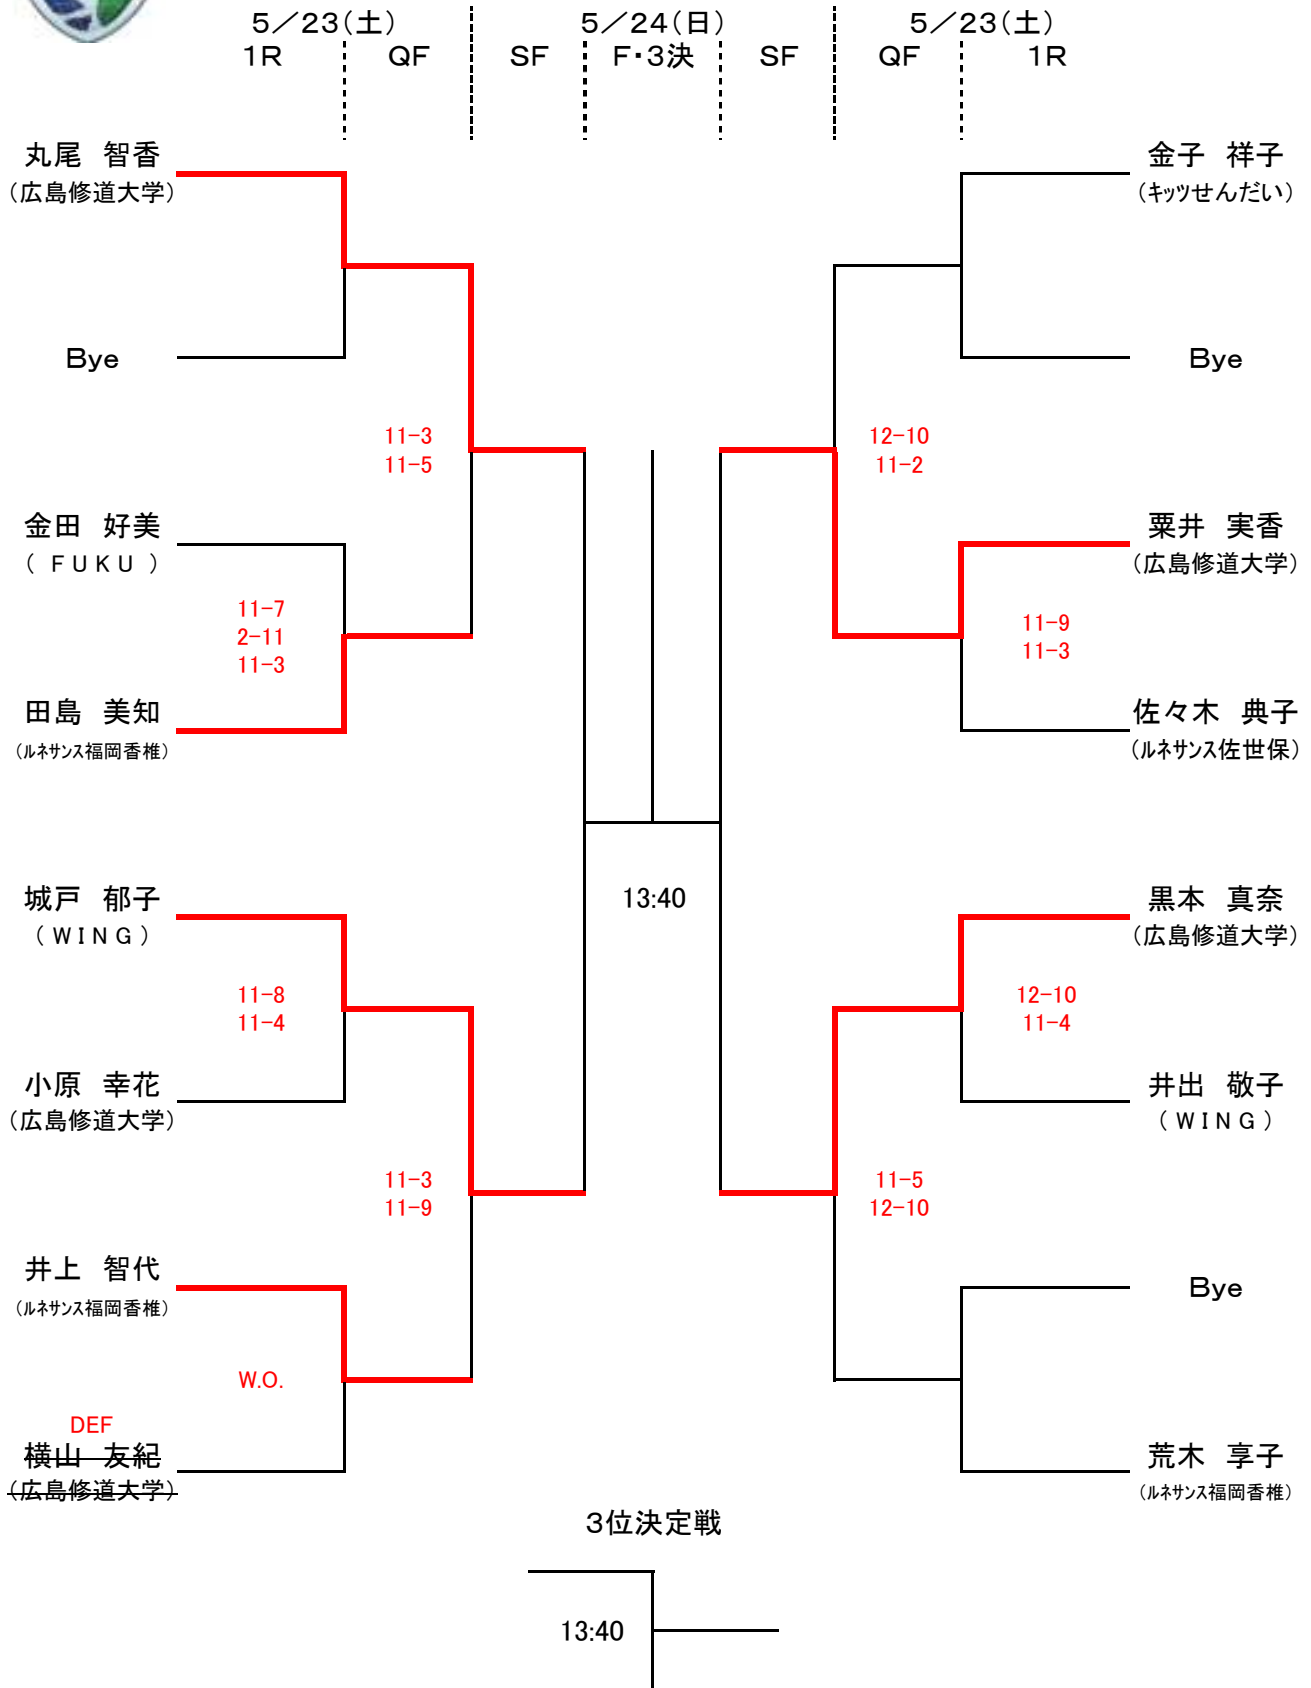 5／23(土) 5／24(日) 5／23(土)
1R QF SF F・3決 SF QF 1R
丸尾 智香
(広島修道大学)
Bye
11-3
11-5
金田 好美
( FUKU )
11-7
2-11
11-3
田島 美知
(ﾙﾈｻﾝｽ福岡香椎)
城戸 郁子
( WING )
11-8
11-4
小原 幸花
(広島修道大学)
11-3
11-9
井上 智代
(ﾙﾈｻﾝｽ福岡香椎)
W.O.
DEF
横山 友紀
(広島修道大学)
13:40
金子 祥子
(ｷｯﾂせんだい)
Bye
12-10
11-2
粟井 実香
(広島修道大学)
11-9
11-3
佐々木 典子
(ﾙﾈｻﾝｽ佐世保)
黒本 真奈
(広島修道大学)
12-10
11-4
井出 敬子
( WING )
11-5
12-10
Bye
荒木 享子
(ﾙﾈｻﾝｽ福岡香椎)
3位決定戦
13:40